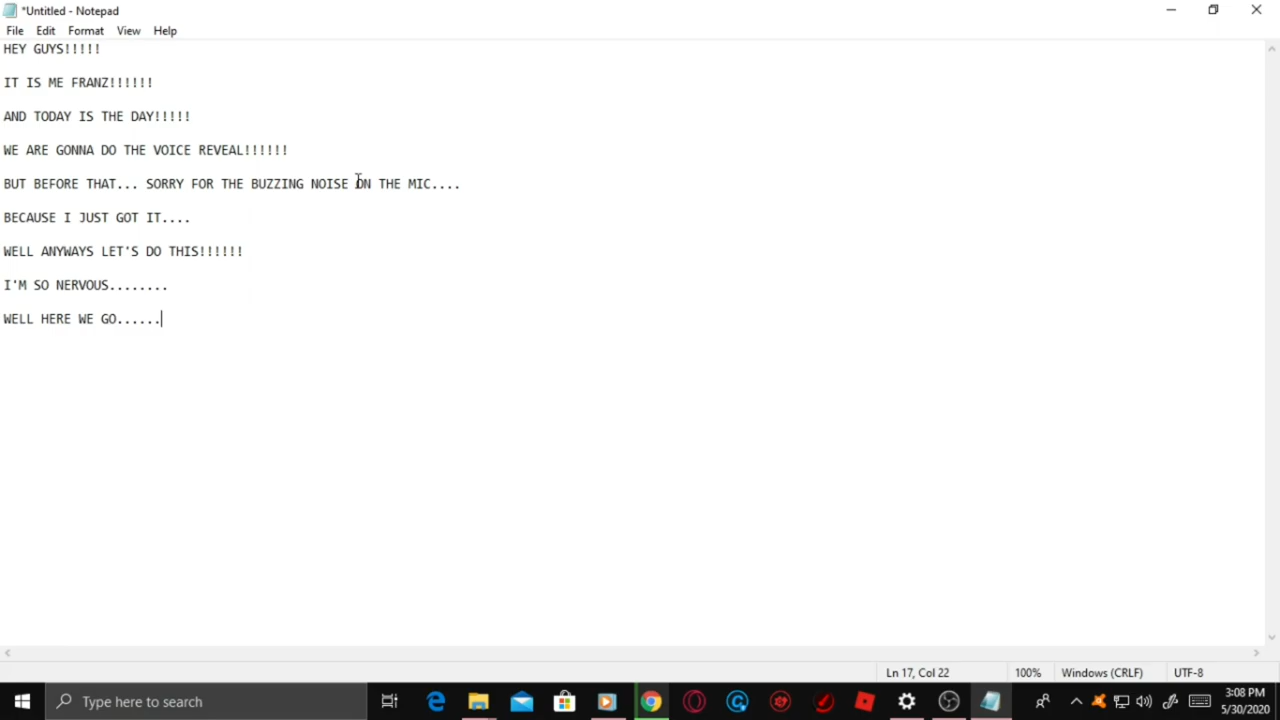 *Untitled - Notepad
File Edit Format View Help
HEY GUYS!!!!!
IT IS ME FRANZ!!!!!!
AND TODAY IS THE DAY!!!!!
WE ARE GONNA DO THE VOICE REVEAL!!!!!!
BUT BEFORE THAT... SORRY FOR THE BUZZING NOISE ON THE MIC....
BECAUSE I JUST GOT IT....
WELL ANYWAYS LET'S DO THIS!!!!!!
I'M SO NERVOUS........
WELL HERE WE GO......
Ln 17, Col 22 100% Windows (CRLF) UTF-8
Type here to search
3:08 PM
5/30/2020